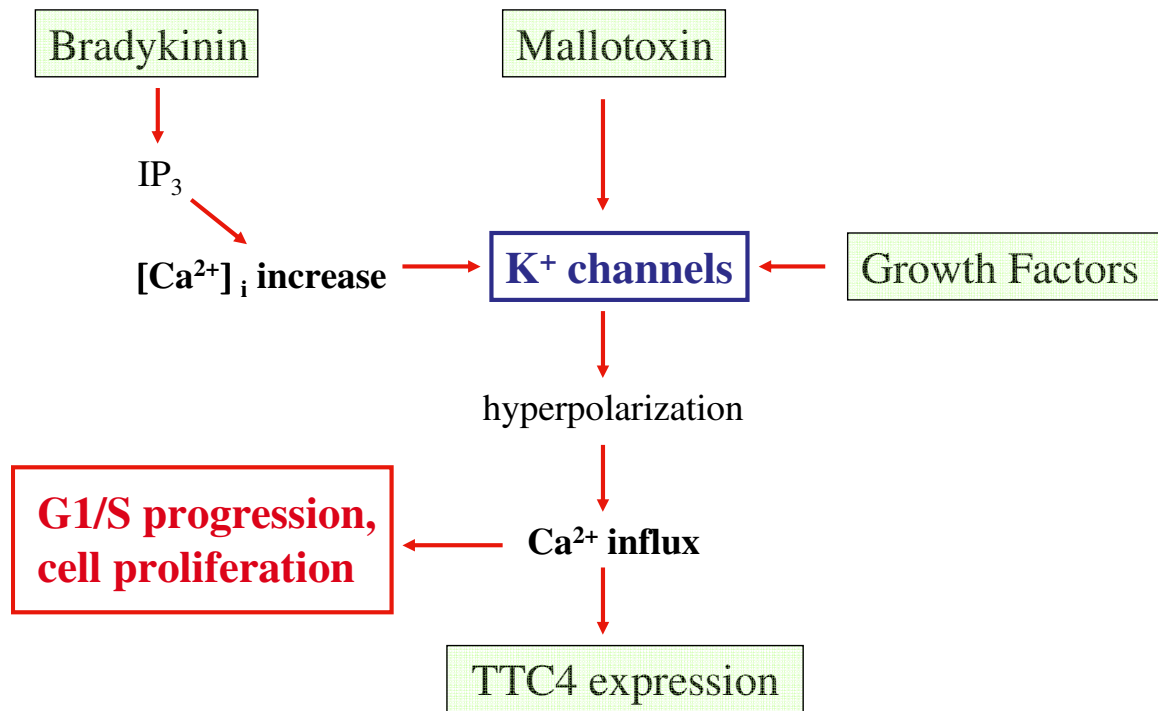 Bradykinin
Mallotoxin
IP₃
[Ca²⁺] ᵢ increase
K⁺ channels
Growth Factors
hyperpolarization
G1/S progression,
cell proliferation
Ca²⁺ influx
TTC4 expression